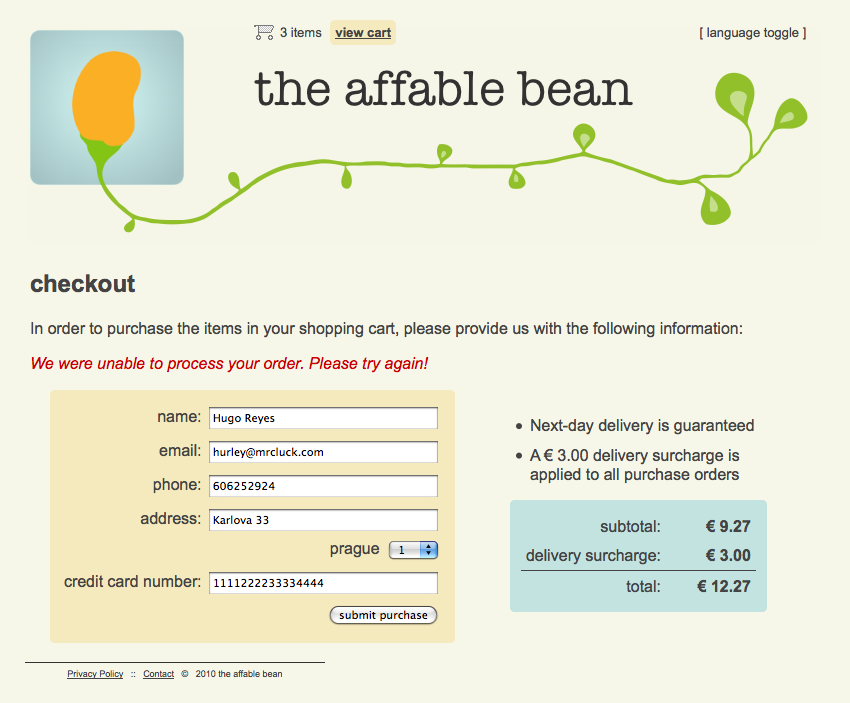 3 items view cart [ language toggle ]
the affable bean
checkout
In order to purchase the items in your shopping cart, please provide us with the following information:
We were unable to process your order. Please try again!
name: Hugo Reyes
email: hurley@mrcluck.com
phone: 606252924
address: Karlova 33
prague 1
credit card number: 1111222233334444
submit purchase
• Next-day delivery is guaranteed
• A € 3.00 delivery surcharge is
applied to all purchase orders
subtotal: € 9.27
delivery surcharge: € 3.00
total: € 12.27
Privacy Policy :: Contact © 2010 the affable bean